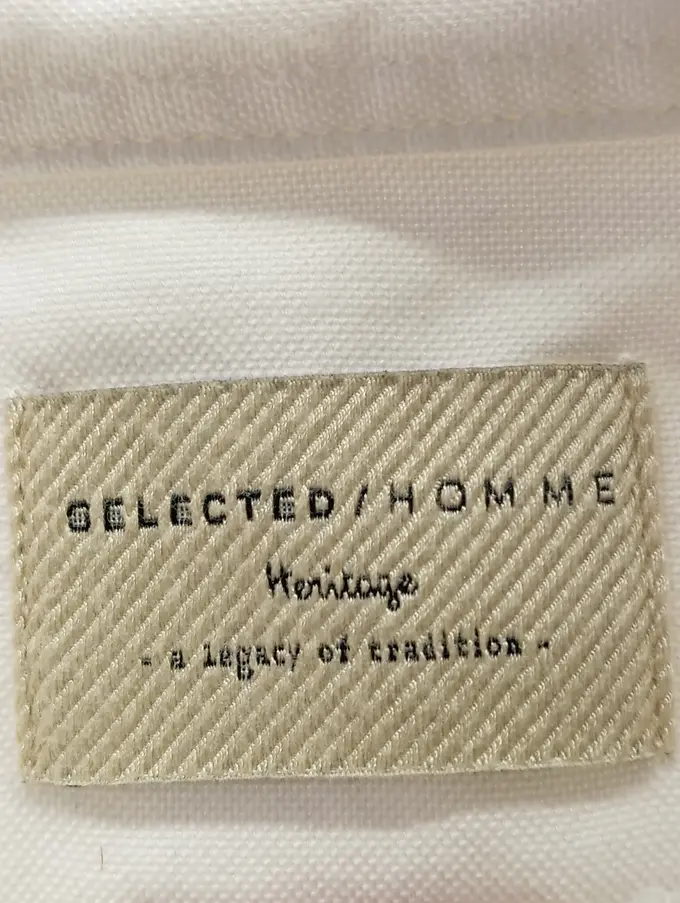 SELECTED/HOMME
Heritage
- a legacy of tradition -